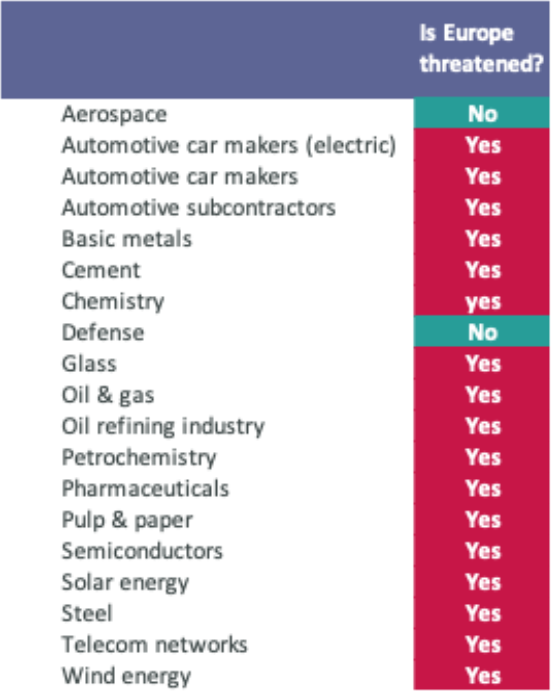 Is Europe
threatened?
Aerospace No
Automotive car makers (electric) Yes
Automotive car makers Yes
Automotive subcontractors Yes
Basic metals Yes
Cement Yes
Chemistry yes
Defense No
Glass Yes
Oil & gas Yes
Oil refining industry Yes
Petrochemistry Yes
Pharmaceuticals Yes
Pulp & paper Yes
Semiconductors Yes
Solar energy Yes
Steel Yes
Telecom networks Yes
Wind energy Yes